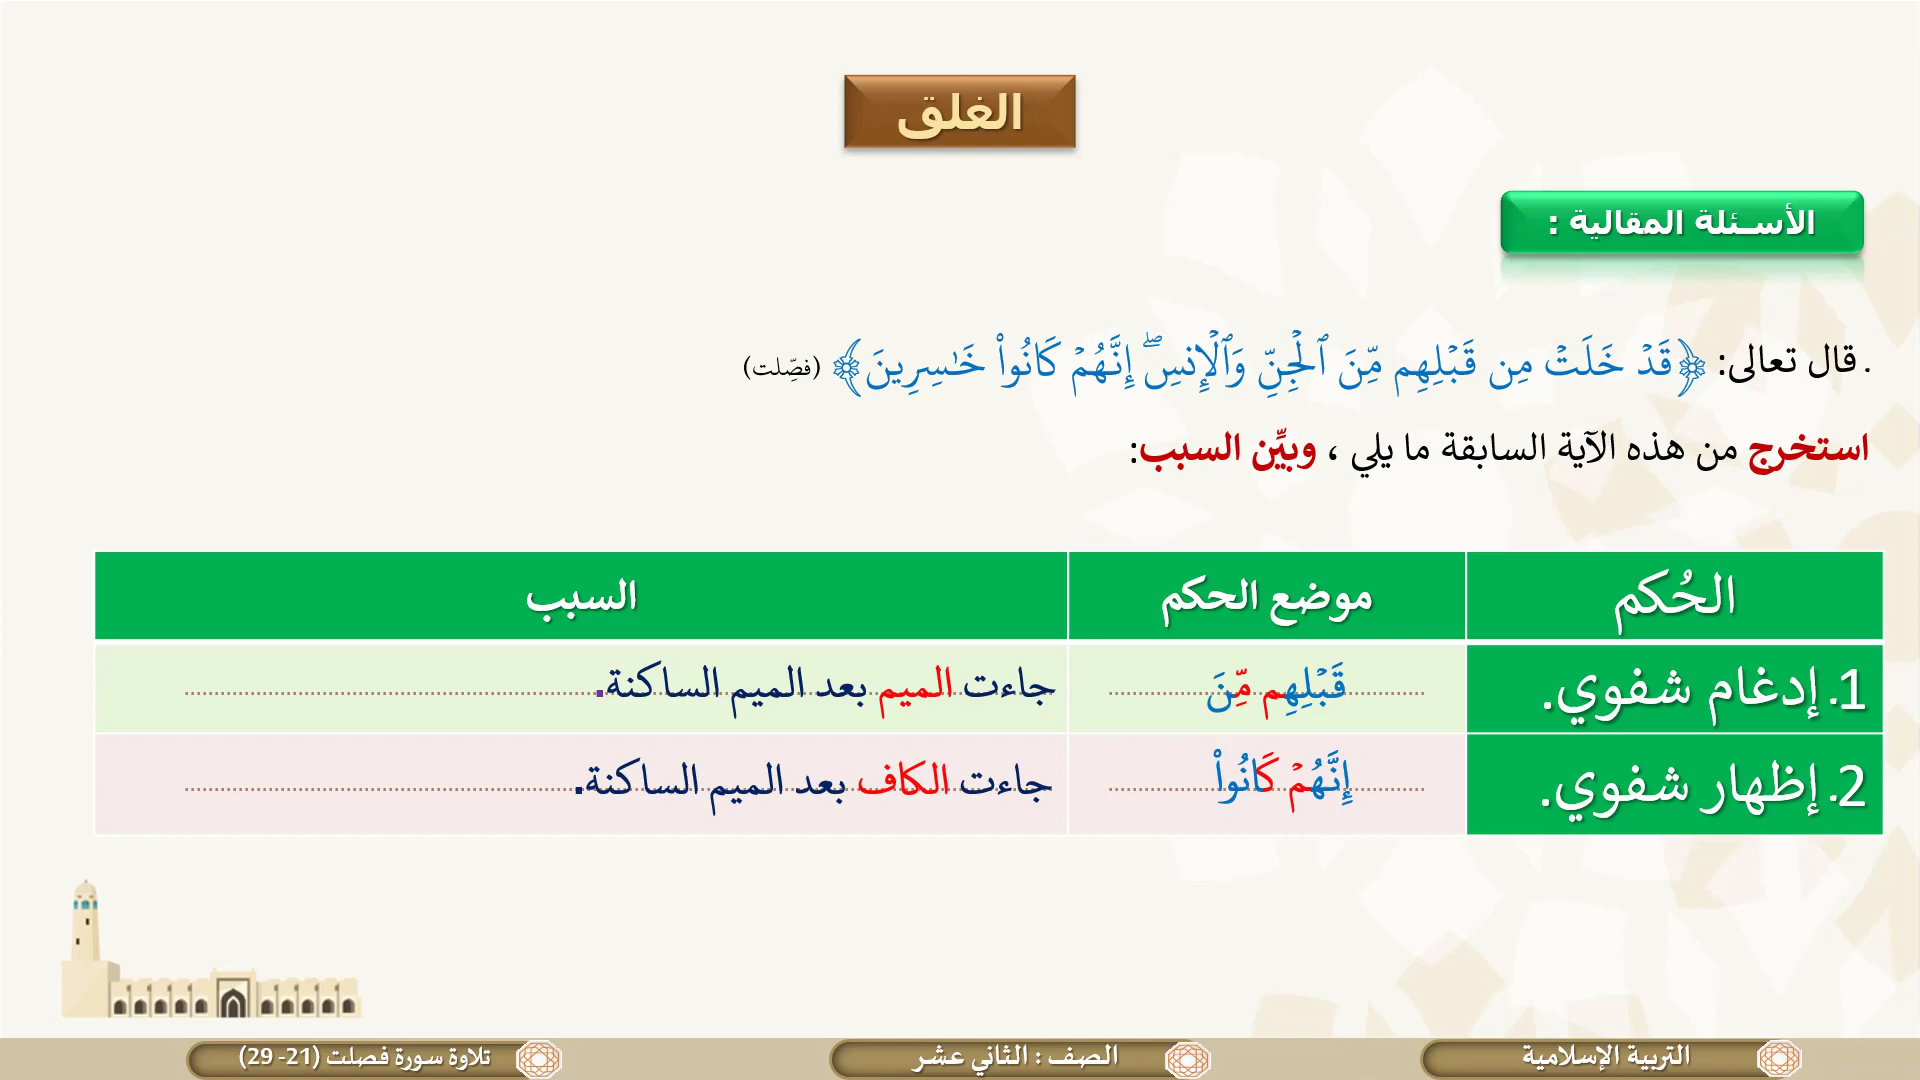 الغلق
الأسـئلة المقالية :
. قال تعالى: ﴿قَدۡ خَلَتۡ مِن قَبۡلِهِم مِّنَ ٱلۡجِنِّ وَٱلۡإِنسِۖ إِنَّهُمۡ كَانُواْ خَٰسِرِينَ﴾ (فصّلت)
استخرج من هذه الآية السابقة ما يلي ، وبيِّن السبب:
الحُكم موضع الحكم السبب
1. إدغام شفوي. قَبۡلِهِم مِّنَ جاءت الميم بعد الميم الساكنة.
2. إظهار شفوي. إِنَّهُمۡ كَانُواْ جاءت الكاف بعد الميم الساكنة.
التربية الإسلامية الصف : الثاني عشر تلاوة سورة فصلت (21- 29)